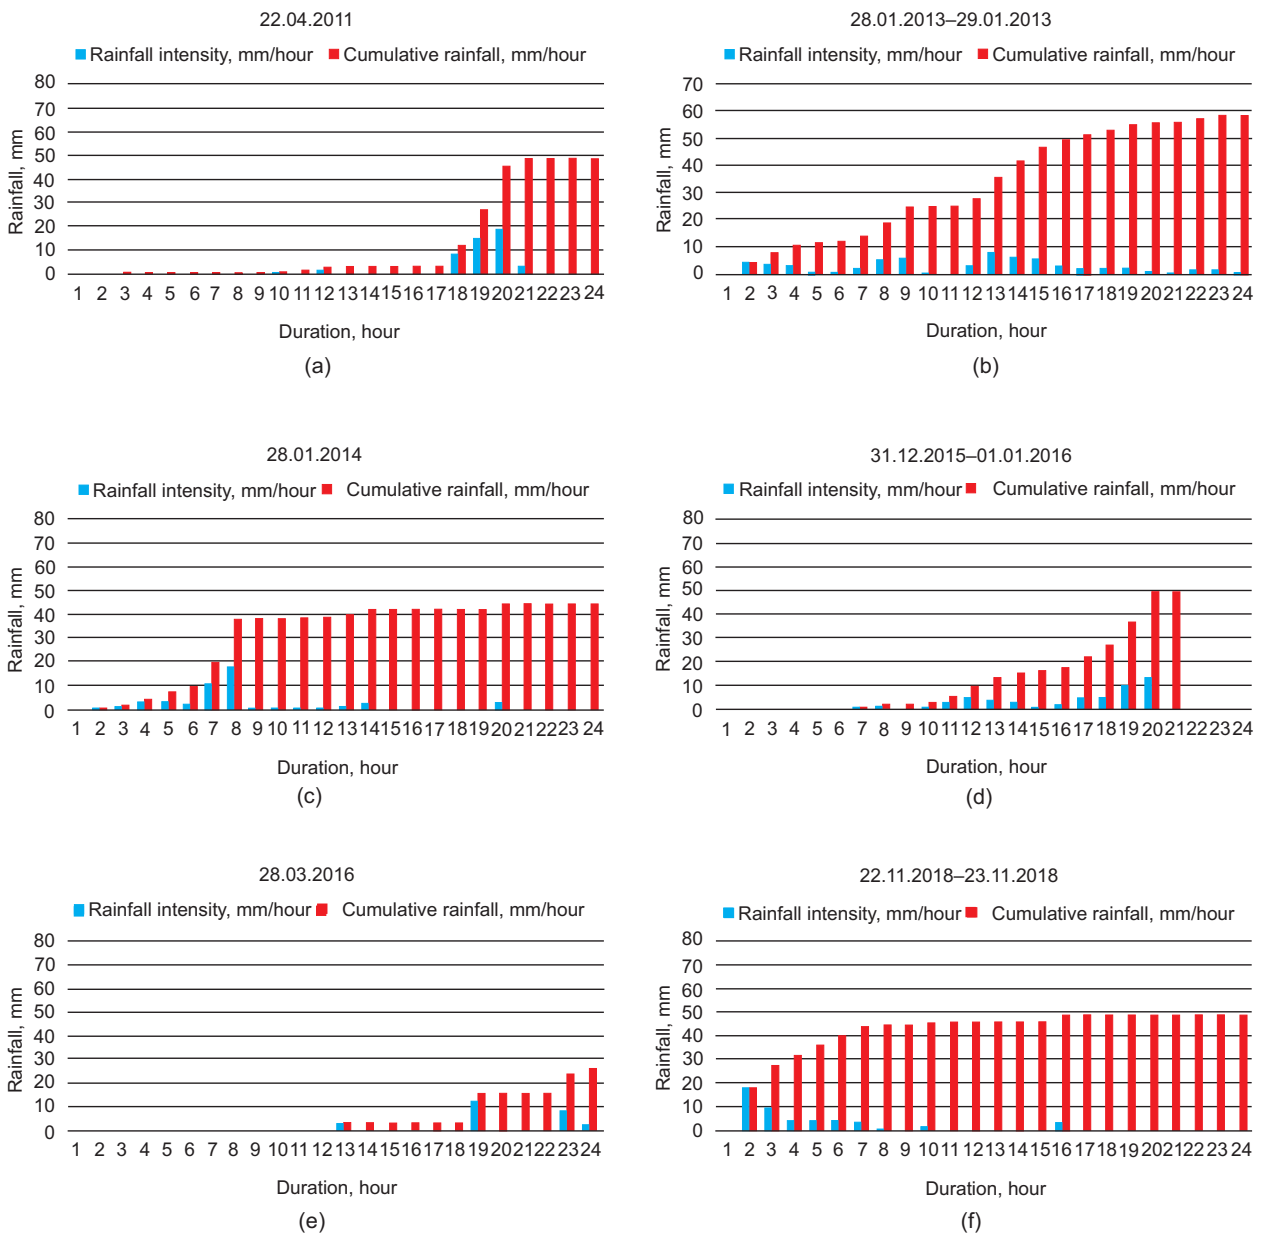 22.04.2011
Rainfall intensity, mm/hour Cumulative rainfall, mm/hour
80
70
60
50
40
30
20
10
0
Rainfall, mm
1 2 3 4 5 6 7 8 9 10 11 12 13 14 15 16 17 18 19 20 21 22 23 24
Duration, hour
(a)
28.01.2013–29.01.2013
Rainfall intensity, mm/hour Cumulative rainfall, mm/hour
70
60
50
40
30
20
10
0
Rainfall, mm
1 2 3 4 5 6 7 8 9 10 11 12 13 14 15 16 17 18 19 20 21 22 23 24
Duration, hour
(b)
28.01.2014
Rainfall intensity, mm/hour Cumulative rainfall, mm/hour
80
70
60
50
40
30
20
10
0
Rainfall, mm
1 2 3 4 5 6 7 8 9 10 11 12 13 14 15 16 17 18 19 20 21 22 23 24
Duration, hour
(c)
31.12.2015–01.01.2016
Rainfall intensity, mm/hour Cumulative rainfall, mm/hour
80
70
60
50
40
30
20
10
0
Rainfall, mm
1 2 3 4 5 6 7 8 9 10 11 12 13 14 15 16 17 18 19 20 21 22 23 24
Duration, hour
(d)
28.03.2016
Rainfall intensity, mm/hour Cumulative rainfall, mm/hour
80
70
60
50
40
30
20
10
0
Rainfall, mm
1 2 3 4 5 6 7 8 9 10 11 12 13 14 15 16 17 18 19 20 21 22 23 24
Duration, hour
(e)
22.11.2018–23.11.2018
Rainfall intensity, mm/hour Cumulative rainfall, mm/hour
80
70
60
50
40
30
20
10
0
Rainfall, mm
1 2 3 4 5 6 7 8 9 10 11 12 13 14 15 16 17 18 19 20 21 22 23 24
Duration, hour
(f)